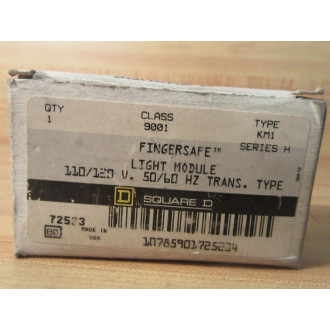 QTY CLASS TYPE
1 9001 KM1
FINGERSAFE™ SERIES H
LIGHT MODULE
110/120 V. 50/60 HZ TRANS. TYPE
D SQUARE D
72523
MADE IN
USA
10785901725234